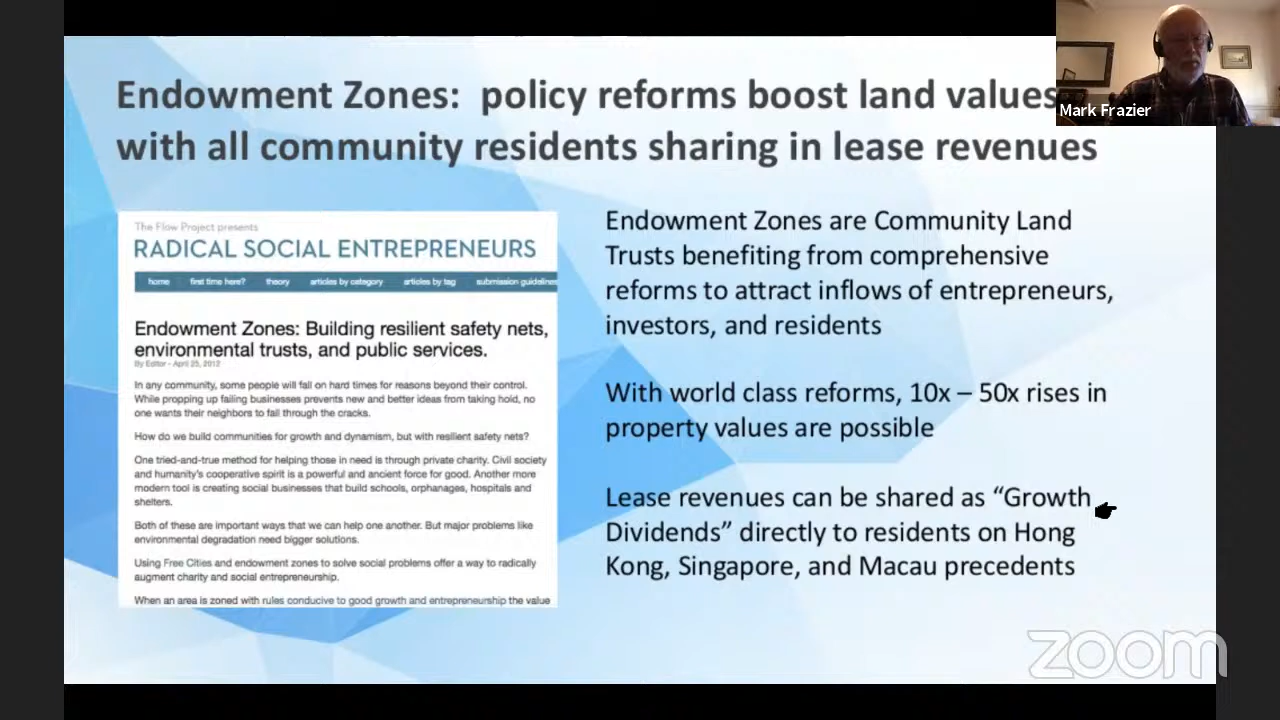 Endowment Zones:  policy reforms boost land values
with all community residents sharing in lease revenues
Mark Frazier
The Flow Project presents
RADICAL SOCIAL ENTREPRENEURS
home first time here? theory articles by category articles by tag submission guidelines
Endowment Zones: Building resilient safety nets,
environmental trusts, and public services.
By Editor - April 25, 2012
In any community, some people will fall on hard times for reasons beyond their control.
While propping up failing businesses prevents new and better ideas from taking hold, no
one wants their neighbors to fall through the cracks.
How do we build communities for growth and dynamism, but with resilient safety nets?
One tried-and-true method for helping those in need is through private charity. Civil society
and humanity's cooperative spirit is a powerful and ancient force for good. Another more
modern tool is creating social businesses that build schools, orphanages, hospitals and
shelters.
Both of these are important ways that we can help one another. But major problems like
environmental degradation need bigger solutions.
Using Free Cities and endowment zones to solve social problems offer a way to radically
augment charity and social entrepreneurship.
When an area is zoned with rules conducive to good growth and entrepreneurship the value
Endowment Zones are Community Land
Trusts benefiting from comprehensive
reforms to attract inflows of entrepreneurs,
investors, and residents
With world class reforms, 10x – 50x rises in
property values are possible
Lease revenues can be shared as “Growth
Dividends” directly to residents on Hong
Kong, Singapore, and Macau precedents
zoom